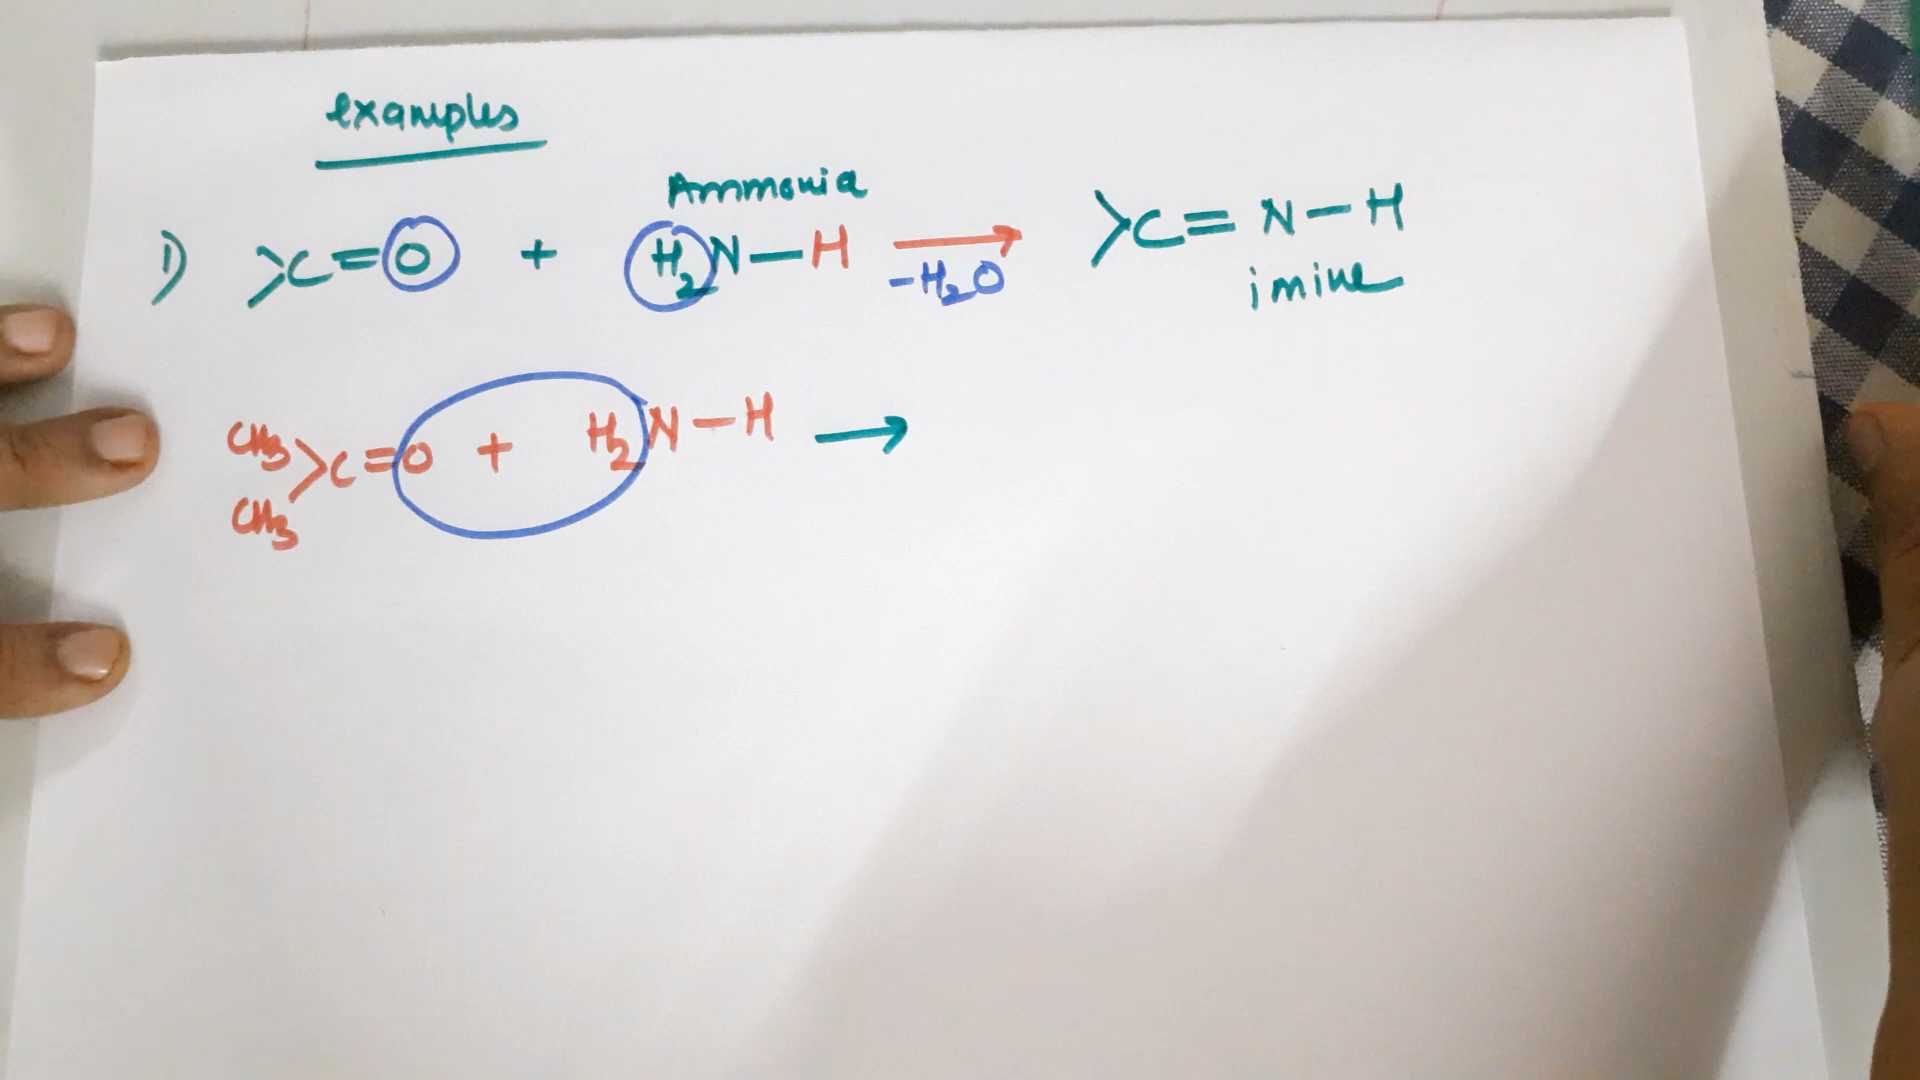 examples
Ammonia
1) >C=O + H2N-H → >C=N-H
-H2O
imine
CH3
>C=O + H2N-H →
CH3